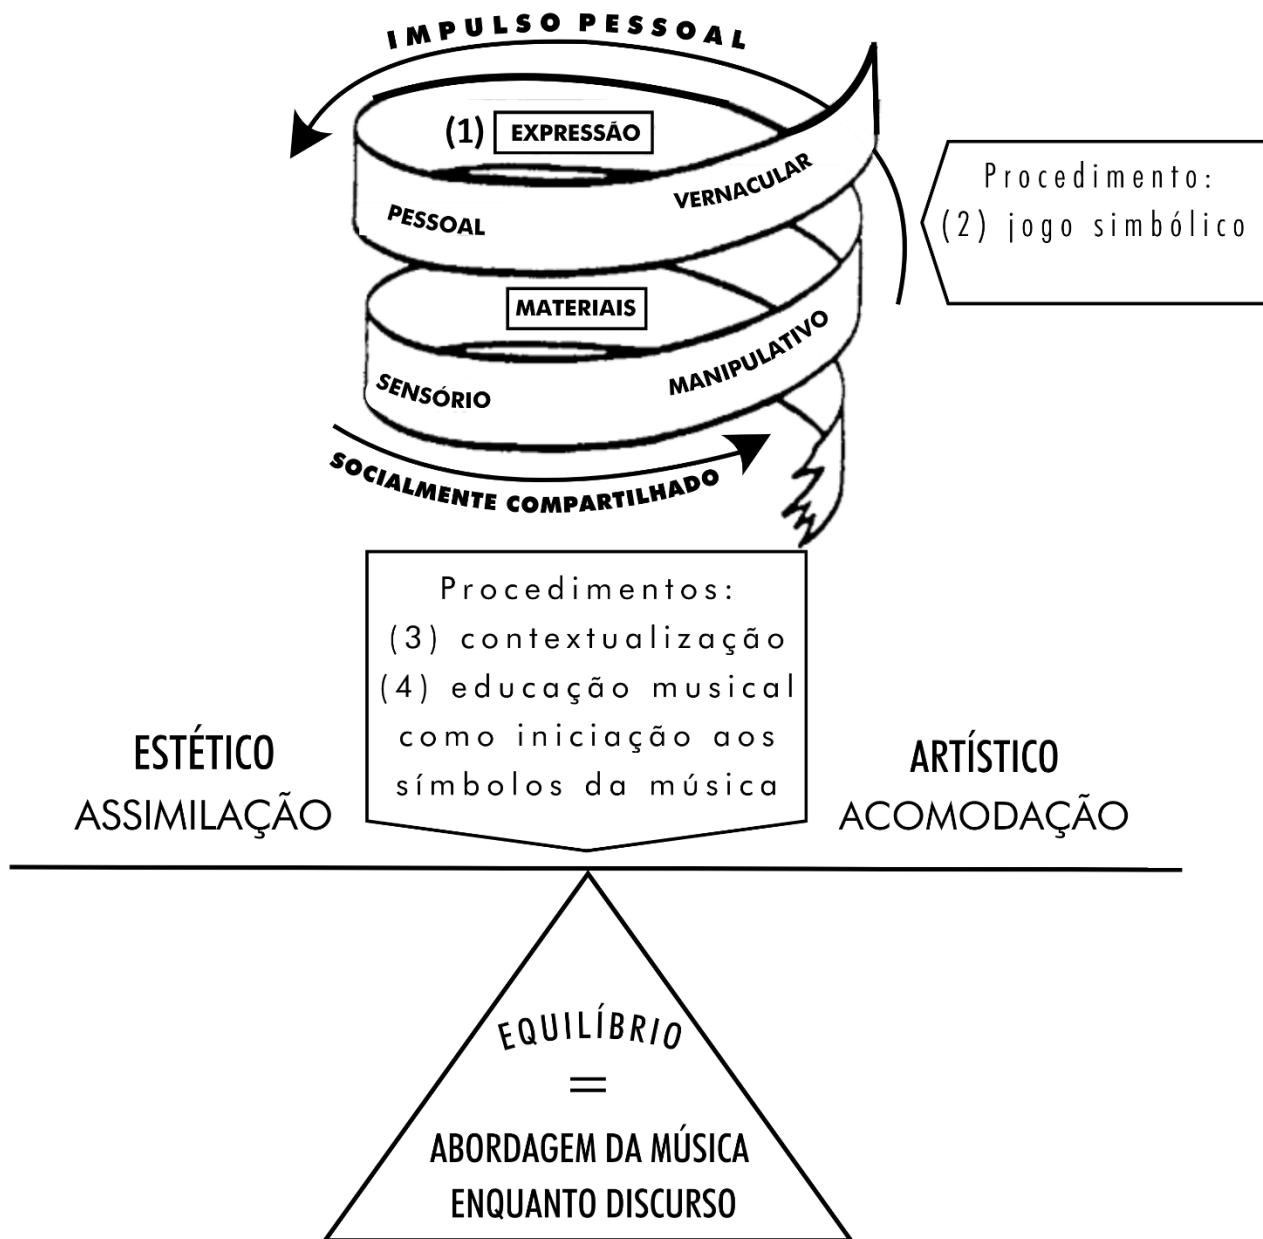 IMPULSO PESSOAL
(1) EXPRESSÃO
PESSOAL
VERNACULAR
Procedimento:
(2) jogo simbólico
MATERIAIS
SENSÓRIO
MANIPULATIVO
SOCIALMENTE COMPARTILHADO
Procedimentos:
(3) contextualização
(4) educação musical
como iniciação aos
símbolos da música
ESTÉTICO
ASSIMILAÇÃO
ARTÍSTICO
ACOMODAÇÃO
EQUILÍBRIO
=
ABORDAGEM DA MÚSICA
ENQUANTO DISCURSO